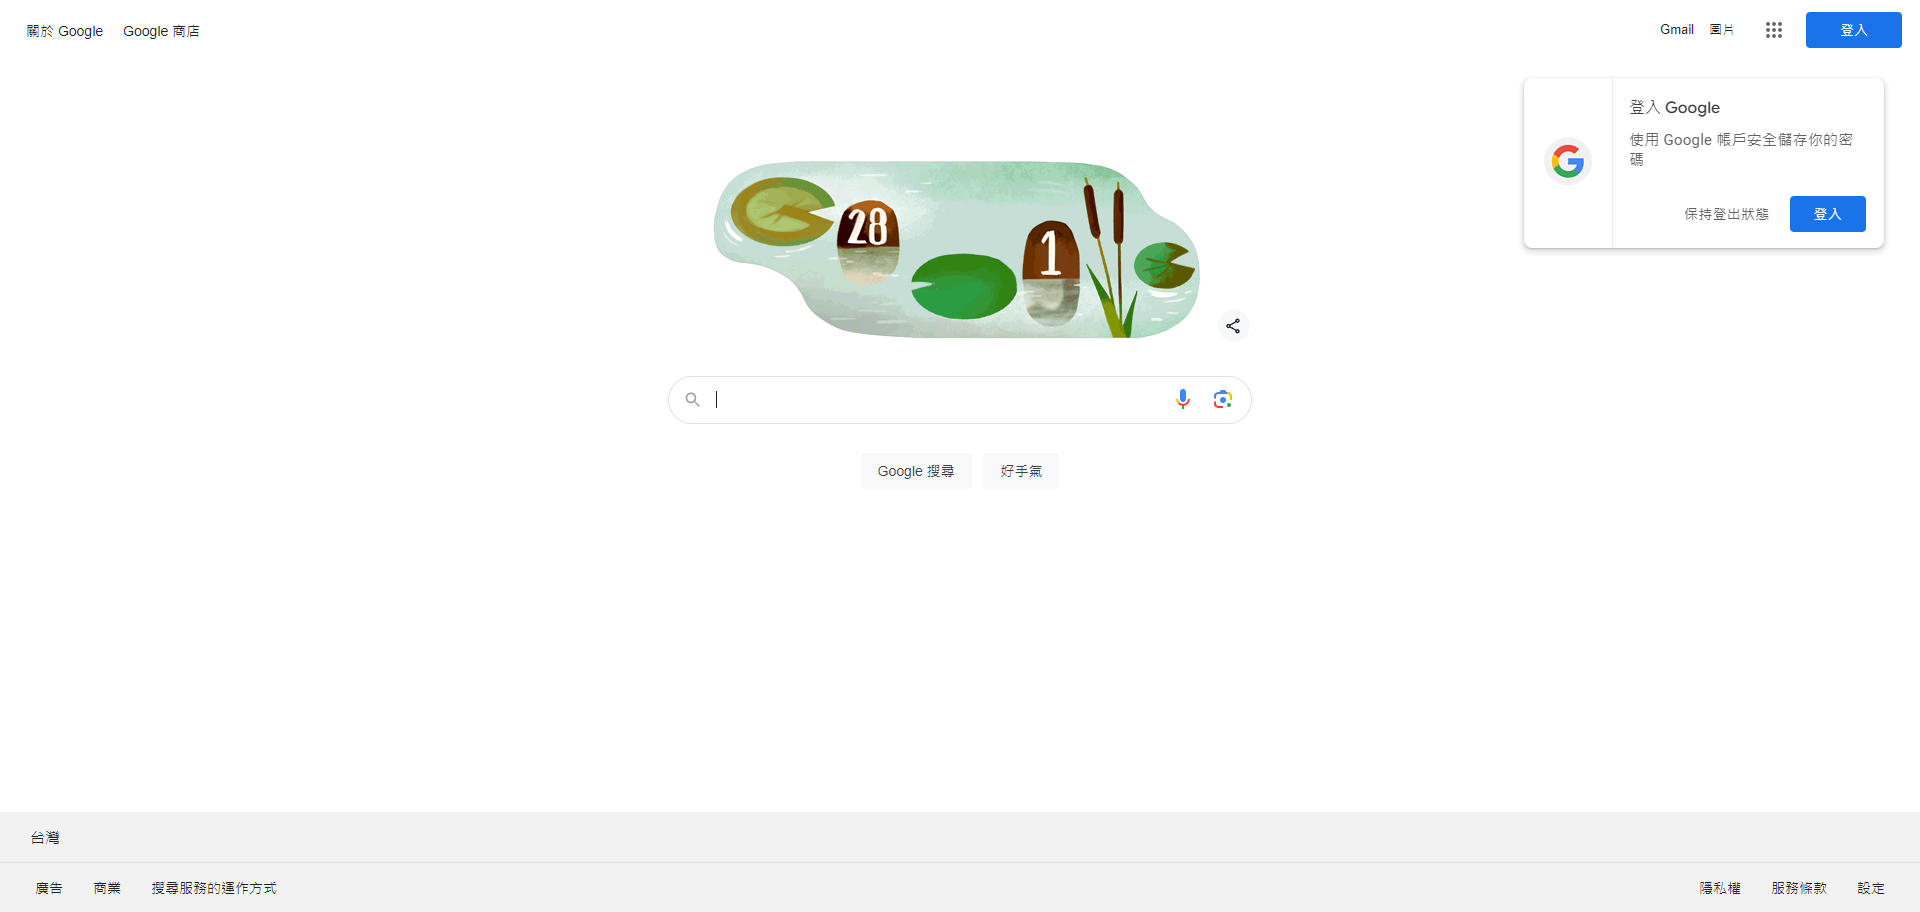 關於 Google
Google 商店
Gmail
圖片
登入
登入 Google
使用 Google 帳戶安全儲存你的密
碼
保持登出狀態
登入
28
1
Google 搜尋
好手氣
台灣
廣告
商業
搜尋服務的運作方式
隱私權
服務條款
設定